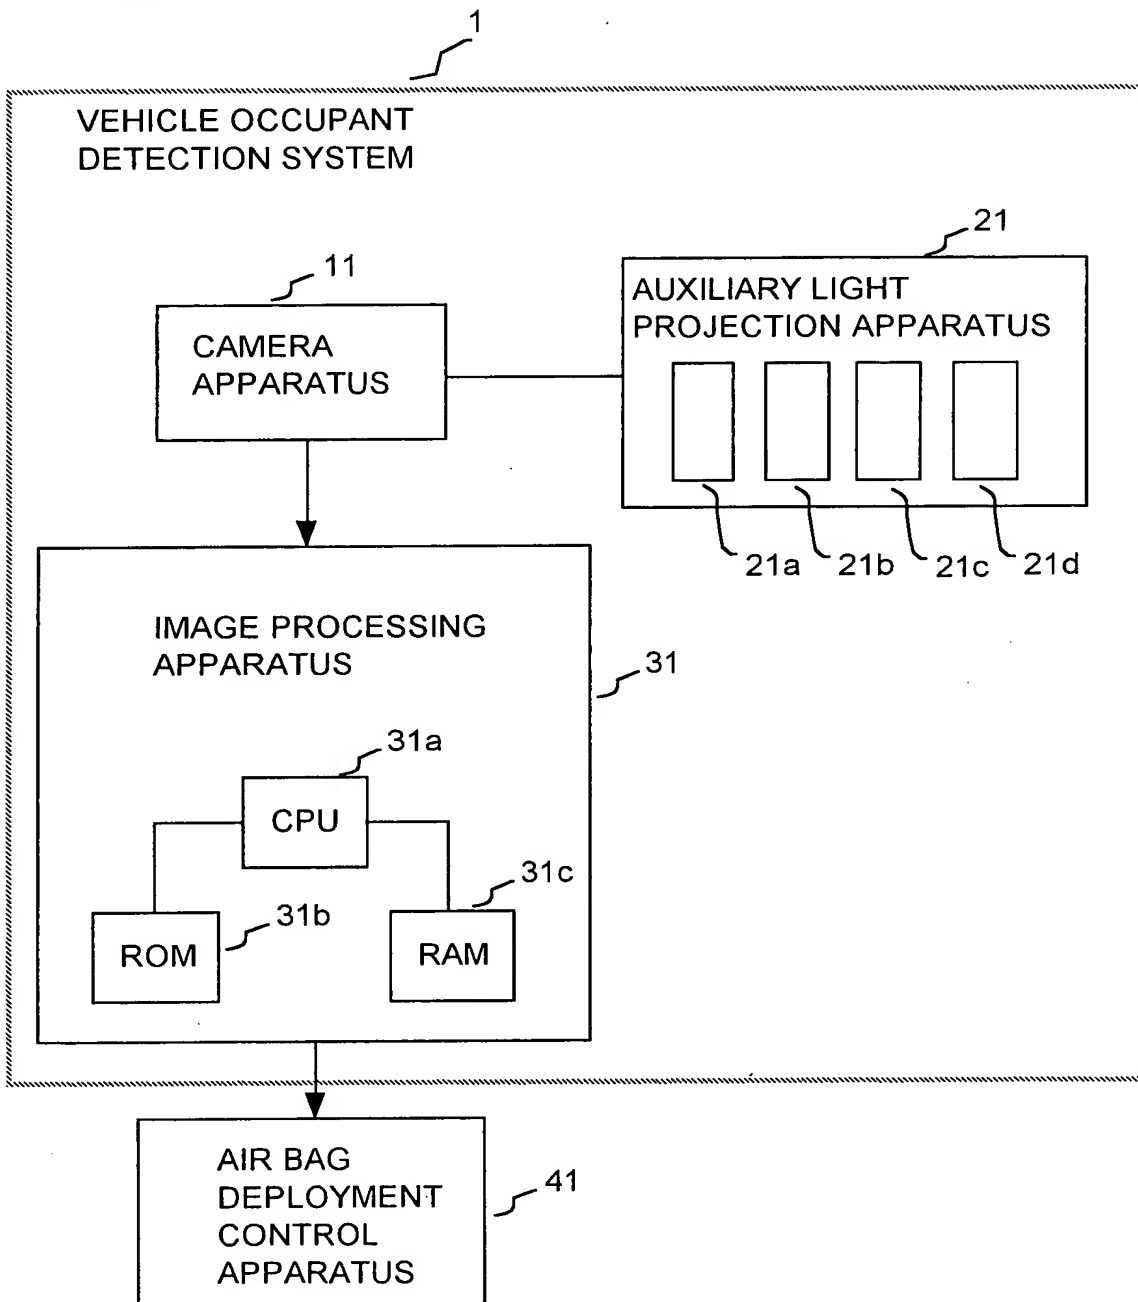 1
VEHICLE OCCUPANT
DETECTION SYSTEM
21
11
AUXILIARY LIGHT
PROJECTION APPARATUS
CAMERA
APPARATUS
21a
21b
21c
21d
IMAGE PROCESSING
APPARATUS
31
31a
CPU
31c
31b
ROM
RAM
AIR BAG
DEPLOYMENT
CONTROL
APPARATUS
41